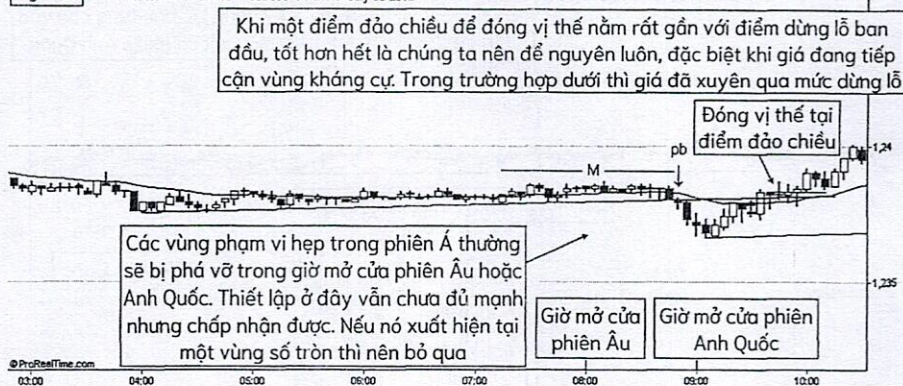 Khi một điểm đảo chiều để đóng vị thế nằm rất gần với điểm dừng lỗ ban
đầu, tốt hơn hết là chúng ta nên để nguyên luôn, đặc biệt khi giá đang tiếp
cận vùng kháng cự. Trong trường hợp dưới thì giá đã xuyên qua mức dừng lỗ
Đóng vị thế tại
điểm đảo chiều
pb
1,24
M
Các vùng phạm vi hẹp trong phiên Á thường
sẽ bị phá vỡ trong giờ mở cửa phiên Âu hoặc
Anh Quốc. Thiết lập ở đây vẫn chưa đủ mạnh
nhưng chấp nhận được. Nếu nó xuất hiện tại
một vùng số tròn thì nên bỏ qua
1,235
Giờ mở cửa
phiên Âu
Giờ mở cửa phiên
Anh Quốc
©ProRealTime.com
03:00 04:00 05:00 06:00 07:00 08:00 09:00 10:00